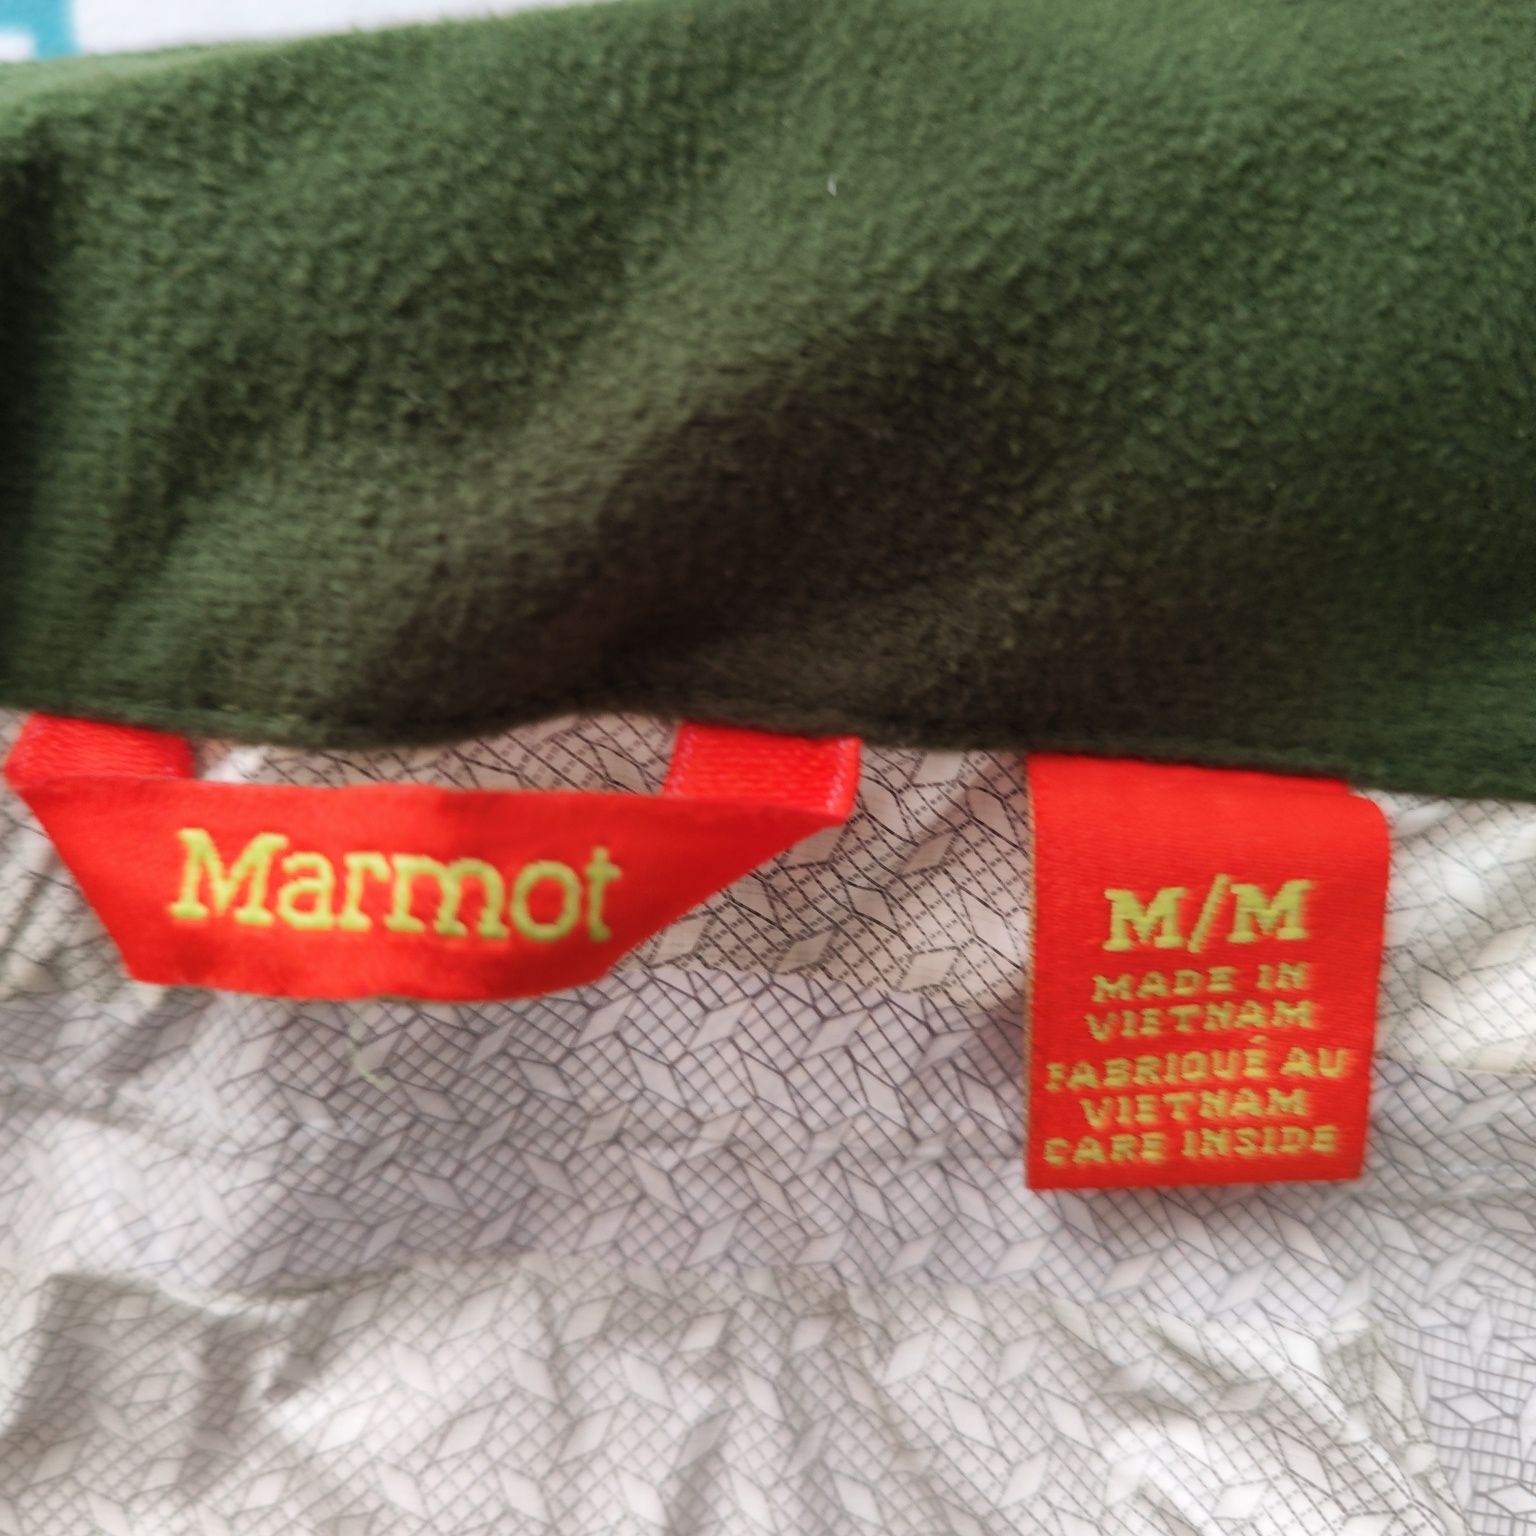 Marmot
M/M
MADE IN
VIETNAM
FABRIQUÉ AU
VIETNAM
CARE INSIDE